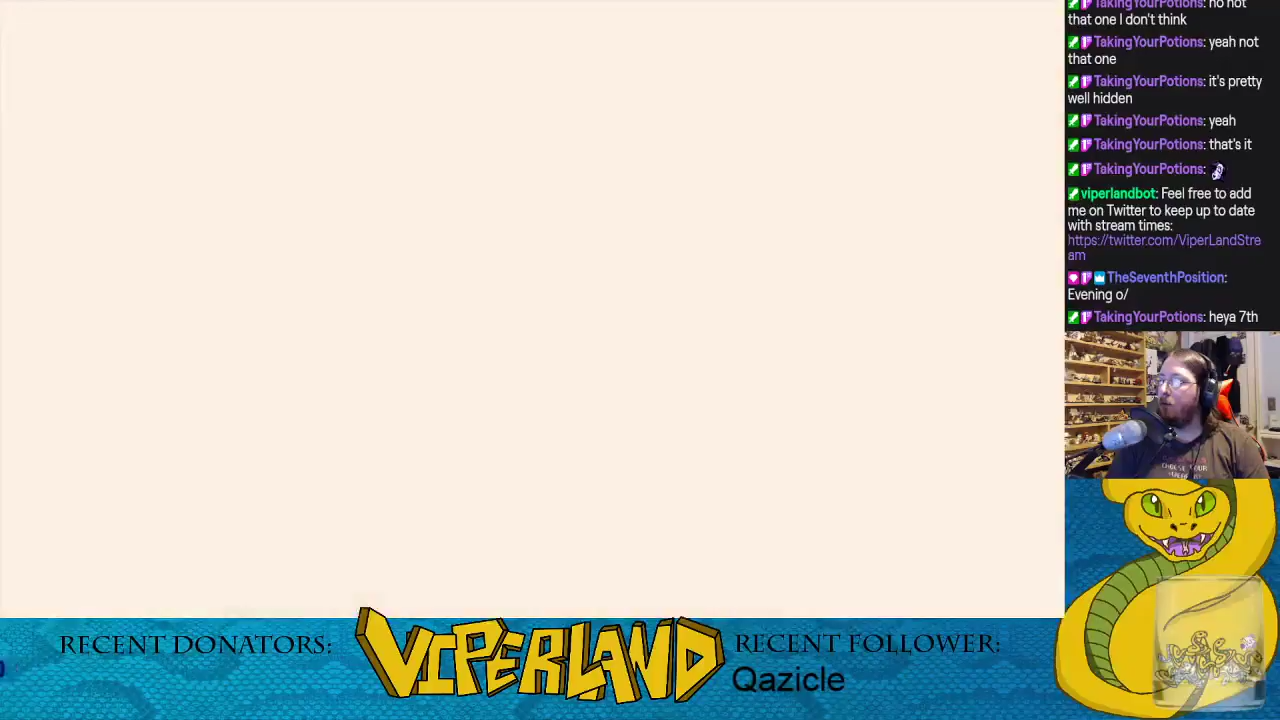 TakingYourPotions: no not
that one I don't think
TakingYourPotions: yeah not
that one
TakingYourPotions: it's pretty
well hidden
TakingYourPotions: yeah
TakingYourPotions: that's it
TakingYourPotions:
viperlandbot: Feel free to add
me on Twitter to keep up to date
with stream times:
https://twitter.com/ViperLandStre
am
TheSeventhPosition:
Evening o/
TakingYourPotions: heya 7th
CHOOSE YOUR
RECENT DONATORS:
VIPERLAND
RECENT FOLLOWER:
Qazicle